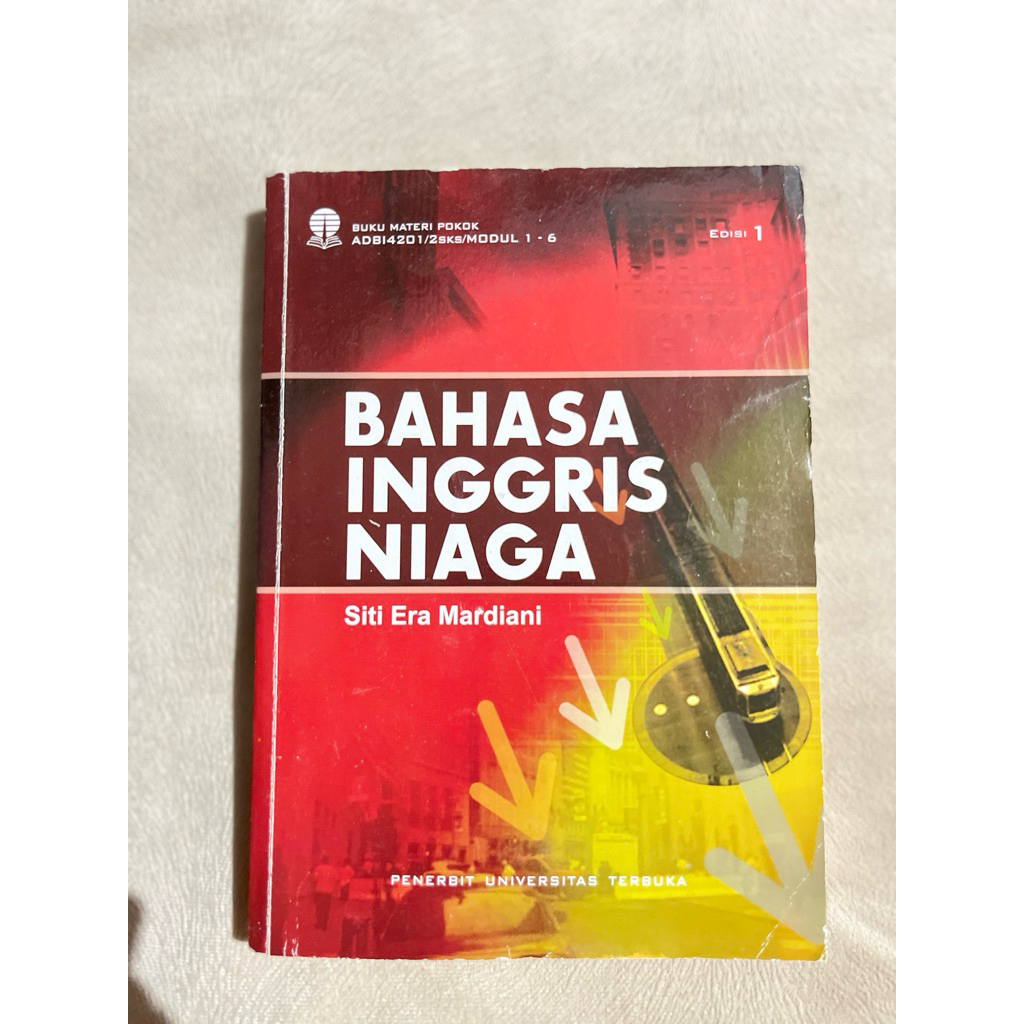 BUKU MATERI POKOK
ADBI4201/2SKS/MODUL 1 - 6
EDISI 1
BAHASA
INGGRIS
NIAGA
Siti Era Mardiani
PENERBIT UNIVERSITAS TERBUKA